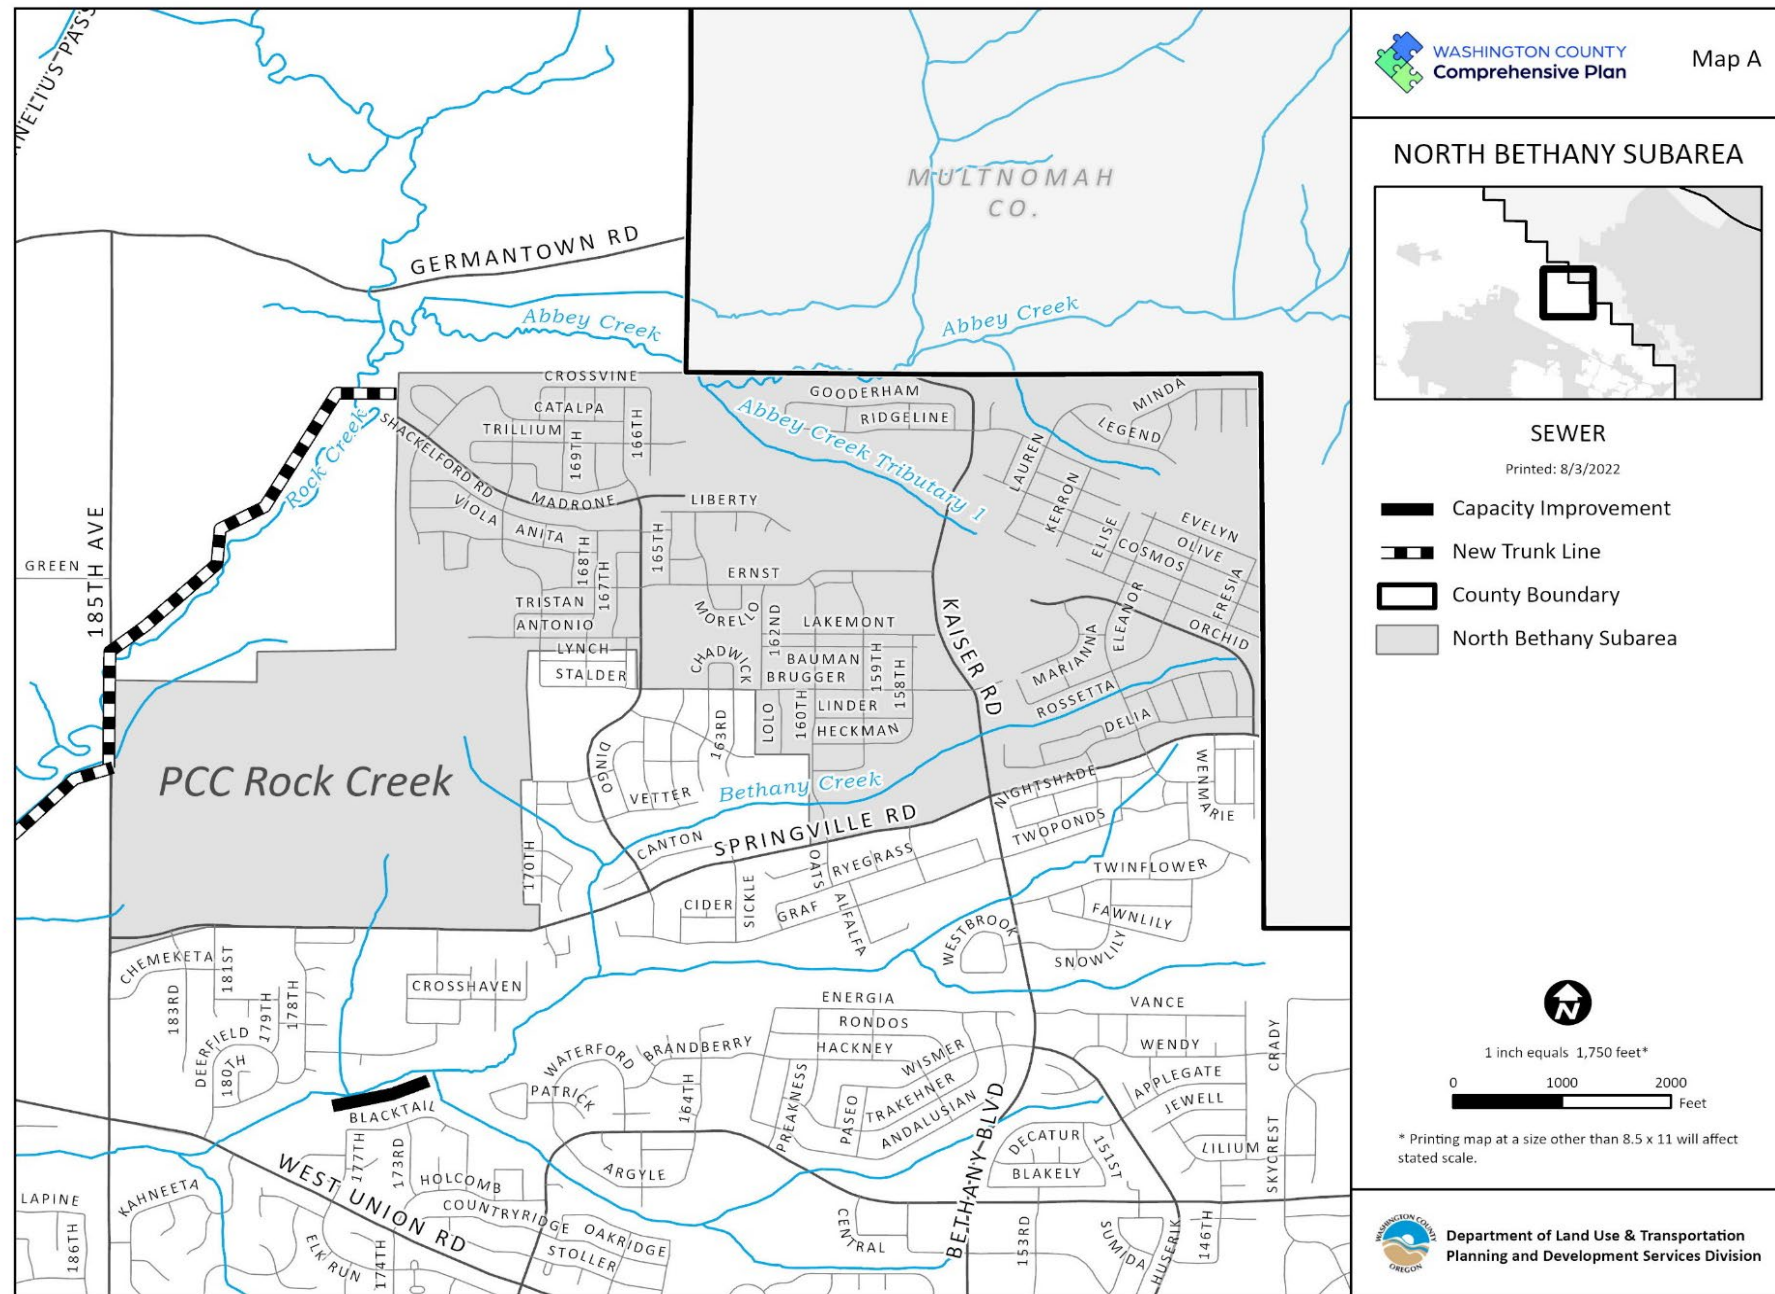 NELIUS PASS
GERMANTOWN RD
MULTNOMAH
CO.
Abbey Creek
Abbey Creek
CROSSVINE
CATALPA
TRILLIUM
169TH
166TH
SHACKELFORD RD
Rock Creek
GOODERHAM
RIDGELINE
MINDA
LEGEND
Abbey Creek Tributary 1
LAUREN
KERRON
MADRONE
LIBERTY
VIOLA
ANITA
168TH
167TH
165TH
ELISE
COSMOS
EVELYN
OLIVE
FRESIA
GREEN
185TH AVE
ERNST
TRISTAN
ANTONIO
MORELLO
162ND
LAKEMONT
KAISER RD
ELEANOR
ORCHID
LYNCH
STALDER
CHADWICK
BAUMAN
BRUGGER
159TH
158TH
MARIANNA
ROSSETTA
LOLO
160TH
LINDER
HECKMAN
DELIA
163RD
DINGO
PCC Rock Creek
VETTER
Bethany Creek
NIGHTSHADE
WENMARIE
CANTON
SPRINGVILLE RD
TWOPONDS
170TH
OATS
RYEGRASS
TWINFLOWER
CIDER
SICKLE
GRAF
ALFALFA
FAWNLILY
WESTBROOK
SNOWLILY
CHEMEKETA
181ST
183RD
179TH
178TH
CROSSHAVEN
ENERGIA
RONDOS
HACKNEY
VANCE
WENDY
CRADY
DEERFIELD
180TH
WATERFORD
BRANDBERRY
WISMER
PATRICK
164TH
PREAKNESS
PASEO
TRAKEHNER
ANDALUSIAN
APPLEGATE
JEWELL
BLACKTAIL
177TH
173RD
BETHANY BLVD
DECATUR
151ST
BLAKELY
LILIUM
SKYCREST
WEST UNION RD
HOLCOMB
ARGYLE
LAPINE
KAHNEETA
COUNTRYRIDGE
OAKRIDGE
STOLLER
186TH
ELK RUN
174TH
CENTRAL
153RD
SUMIDA
HUSERIK
146TH
WASHINGTON COUNTY
Comprehensive Plan
Map A
NORTH BETHANY SUBAREA
SEWER
Printed: 8/3/2022
Capacity Improvement
New Trunk Line
County Boundary
North Bethany Subarea
N
1 inch equals 1,750 feet*
0 1000 2000
Feet
* Printing map at a size other than 8.5 x 11 will affect
stated scale.
WASHINGTON COUNTY
OREGON
Department of Land Use & Transportation
Planning and Development Services Division